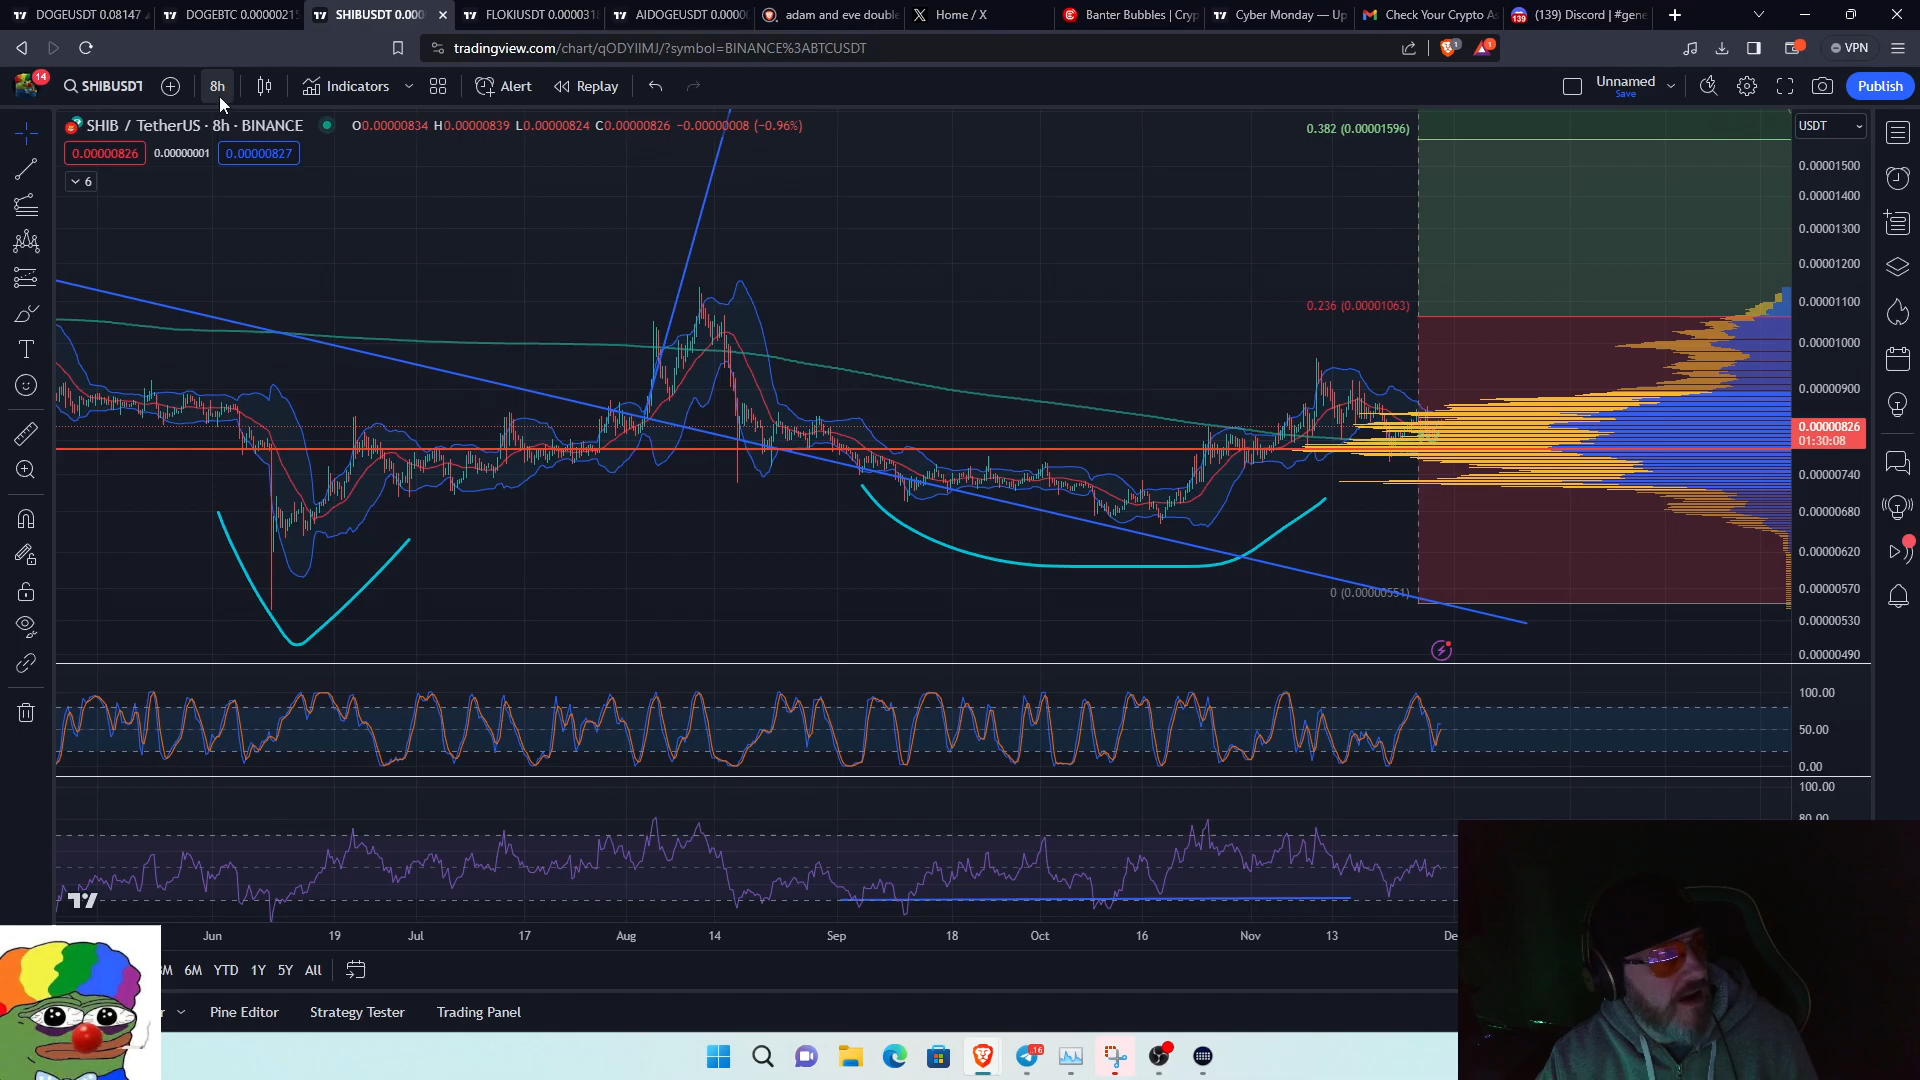 DOGEUSDT 0.08147
DOGEBTC 0.0000021
SHIBUSDT 0.000
FLOKIUSDT 0.000031
AIDOGEUSDT 0.0000
adam and eve double
Home / X
Banter Bubbles | Cryp
Cyber Monday — Up
Check Your Crypto A
(139) Discord | #gene
tradingview.com/chart/qODYIIMJ/?symbol=BINANCE%3ABTCUSDT
VPN
14
SHIBUSDT
8h
Indicators
Alert
Replay
Unnamed
Save
Publish
SHIB / TetherUS · 8h · BINANCE
O0.00000834 H0.00000839 L0.00000824 C0.00000826 −0.00000008 (−0.96%)
0.00000826
0.00000001
0.00000827
6
USDT
0.382 (0.00001596)
0.236 (0.00001063)
0 (0.00000551)
0.00001500
0.00001400
0.00001300
0.00001200
0.00001100
0.00001000
0.00000900
0.00000826
01:30:08
0.00000740
0.00000680
0.00000620
0.00000570
0.00000530
0.00000490
100.00
50.00
0.00
100.00
80.00
Jun
19
Jul
17
Aug
14
Sep
18
Oct
16
Nov
13
De
6M
YTD
1Y
5Y
All
Pine Editor
Strategy Tester
Trading Panel